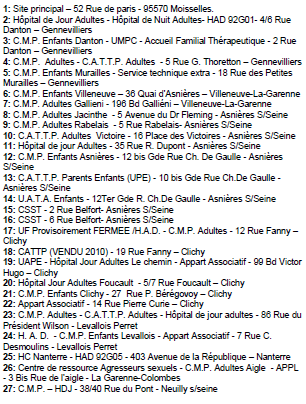 1: Site principal – 52 Rue de paris - 95570 Moisselles.
2: Hôpital de Jour Adultes - Hôpital de Nuit Adultes- HAD 92G01- 4/6 Rue
Danton – Gennevilliers
3: C.M.P. Enfants Danton - UMPC - Accueil Familial Thérapeutique - 2 Rue
Danton – Gennevilliers
4: C.M.P.  Adultes - C.A.T.T.P. Adultes  - 5 Rue G. Thoretton – Gennevilliers
5: C.M.P. Enfants Murailles - Service technique extra - 18 Rue des Petites
Murailles – Gennevilliers
6: C.M.P. Enfants Villeneuve – 36 Quai d'Asnières – Villeneuve-La-Garenne
7: C.M.P. Adultes Gallieni - 196 Bd Galliéni – Villeneuve-La-Garenne
8: C.M.P. Adultes Jacinthe  - 5 Avenue du Dr Fleming - Asnières S/Seine
9: C.M.P. Adultes Rabelais  - 5 Rue Rabelais- Asnières S/Seine
10: C.A.T.T.P. Adultes  Victoire - 16 Place des Victoires - Asnières S/Seine
11: Hôpital de jour Adultes - 35 Rue R. Dupont - Asnières S/Seine
12: C.M.P. Enfants Asnières - 12 bis Gde Rue Ch. De Gaulle - Asnières
S/Seine
13: C.A.T.T.P. Parents Enfants (UPE) - 10 bis Gde Rue Ch.De Gaulle -
Asnières S/Seine
14: U.A.T.A. Enfants - 12Ter Gde R. Ch.De Gaulle - Asnières S/Seine
15: CSST - 2 Rue Belfort- Asnières S/Seine
16: CSST - 6 Rue Belfort- Asnières S/Seine
17: UF Provisoirement FERMEE /H.A.D. - C.M.P. Adultes - 12 Rue Fanny –
Clichy
18: CATTP (VENDU 2010) - 19 Rue Fanny – Clichy
19: UAPE - Hôpital Jour Adultes Le chemin - Appart Associatif - 99 Bd Victor
Hugo – Clichy
20: Hôpital Jour Adultes Foucault  - 5/7 Rue Foucault – Clichy
21: C.M.P. Enfants Clichy - 27  Rue P. Bérégovoy – Clichy
22: Appart Associatif - 14 Rue Pierre Curie – Clichy
23: C.M.P. Adultes - C.A.T.T.P. Adultes - Hôpital de jour adultes - 86 Rue du
Président Wilson - Levallois Perret
24: H. A. D.  - C.M.P. Enfants Levallois - Appart Associatif - 7 Rue C.
Desmoulins - Levallois Perret
25: HC Nanterre - HAD 92G05 - 403 Avenue de la République – Nanterre
26: Centre de ressource Agresseurs sexuels - C.M.P. Adultes Aigle  - APPL
- 3 Bis Rue de l'aigle - La Garenne-Colombes
27: C.M.P. – HDJ - 38/40 Rue du Pont - Neuilly s/seine